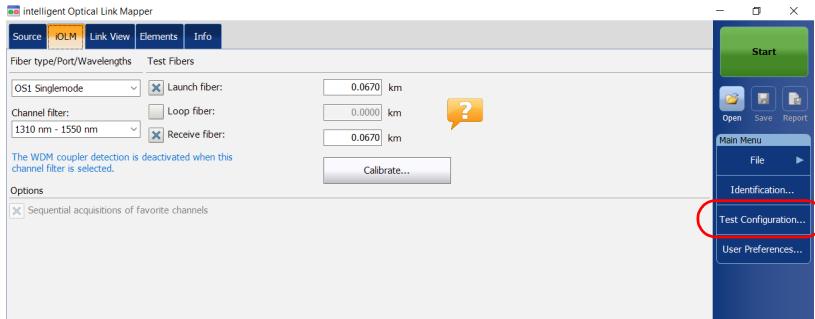 intelligent Optical Link Mapper
Source iOLM Link View Elements Info
Fiber type/Port/Wavelengths Test Fibers
OS1 Singlemode Launch fiber: 0.0670 km
Channel filter: Loop fiber: 0.0000 km
1310 nm - 1550 nm Receive fiber: 0.0670 km
The WDM coupler detection is deactivated when this
channel filter is selected.
Calibrate...
Options
Sequential acquisitions of favorite channels
Start
Open Save Report
Main Menu
File
Identification...
Test Configuration...
User Preferences...